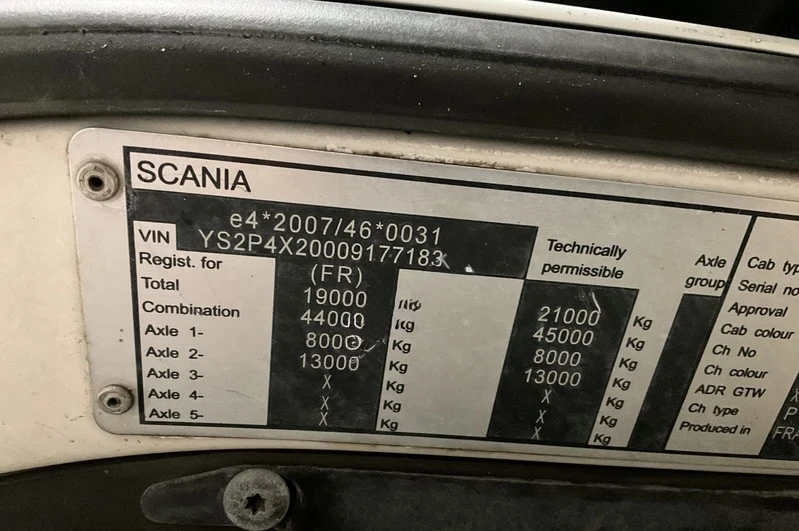 SCANIA
e4*2007/46*0031
VIN YS2P4X20009177183
Regist. for (FR) Technically permissible Axle group
Total 19000 21000 Kg
Combination 44000 Kg 45000 Kg
Axle 1- 8000 Kg 8000 Kg
Axle 2- 13000 Kg 13000 Kg
Axle 3- X Kg X Kg
Axle 4- X Kg X Kg
Axle 5- X Kg X Kg
Cab typ
Serial no
Approval
Cab colour
Ch No
Ch colour
ADR GTW X
Ch type P
Produced in FRA